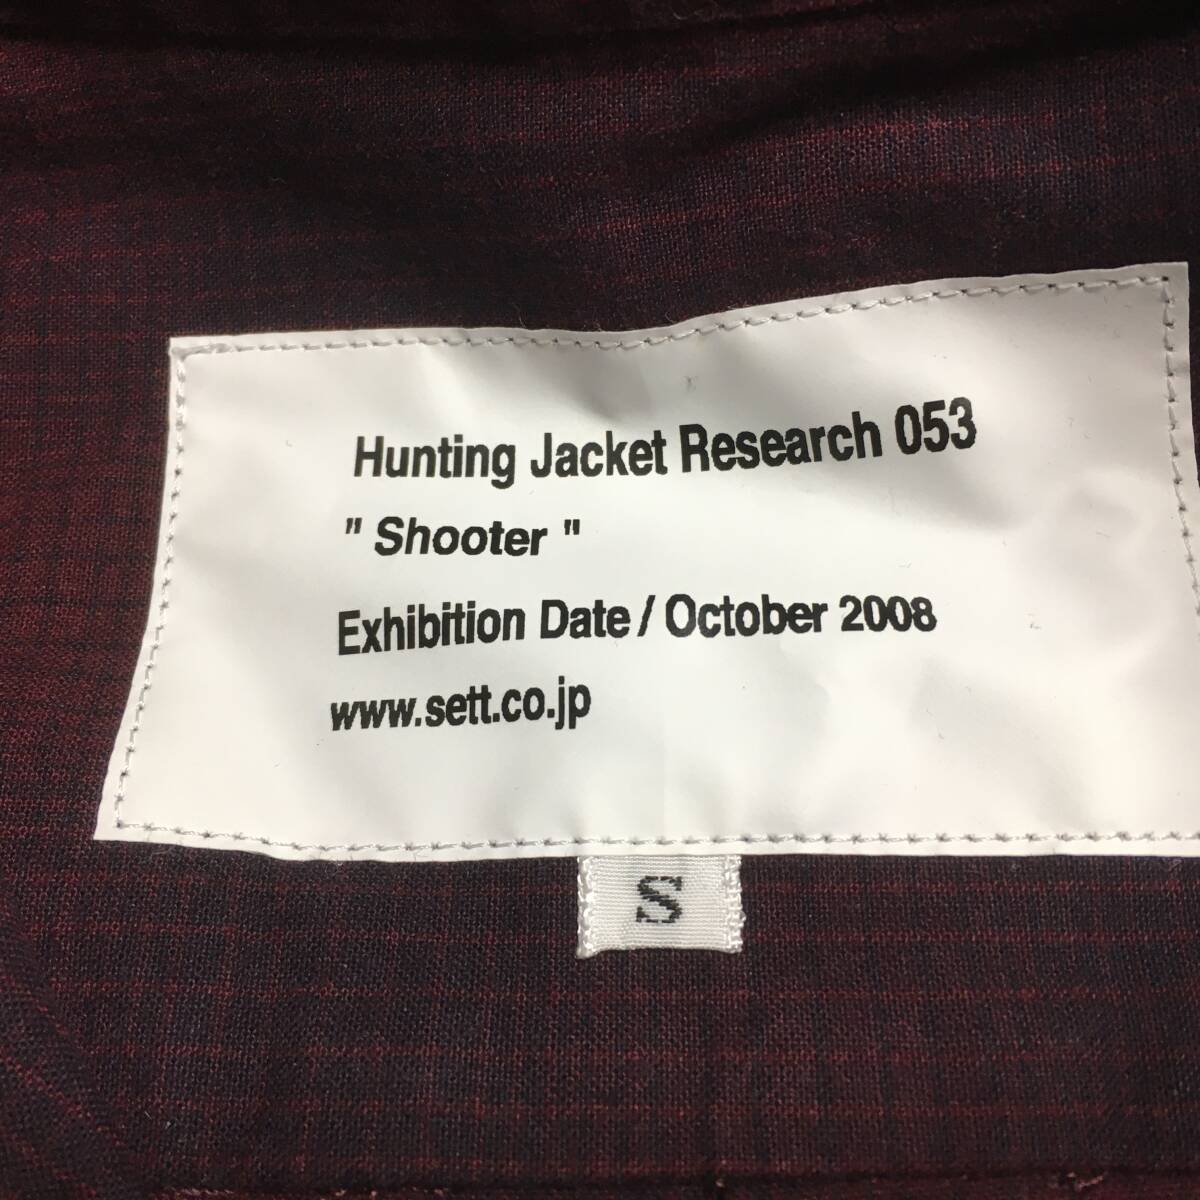 Hunting Jacket Research 053
" Shooter "
Exhibition Date / October 2008
www.sett.co.jp
S